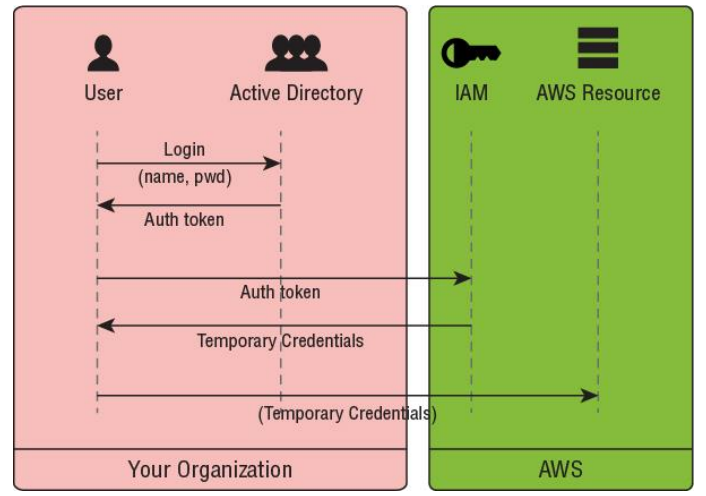 User
Active Directory
IAM
AWS Resource
Login
(name, pwd)
Auth token
Auth token
Temporary Credentials
(Temporary Credentials)
Your Organization
AWS